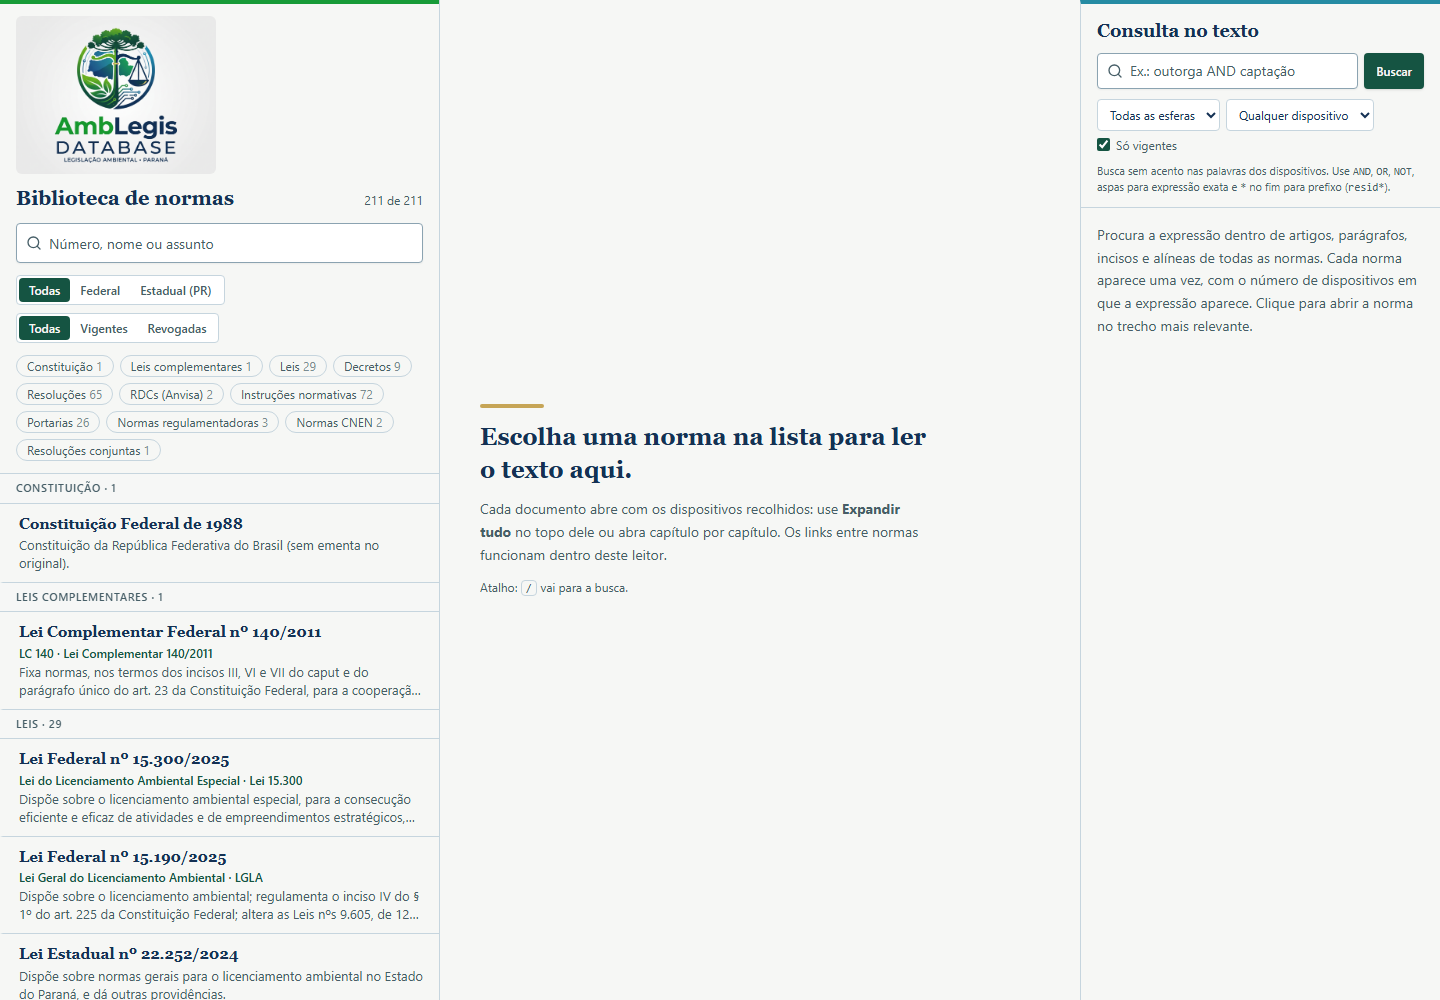 AmbLegis
DATABASE
LEGISLAÇÃO AMBIENTAL • PARANÁ
Biblioteca de normas
211 de 211
Número, nome ou assunto
Todas Federal Estadual (PR)
Todas Vigentes Revogadas
Constituição 1 Leis complementares 1 Leis 29 Decretos 9
Resoluções 65 RDCs (Anvisa) 2 Instruções normativas 72
Portarias 26 Normas regulamentadoras 3 Normas CNEN 2
Resoluções conjuntas 1
CONSTITUIÇÃO · 1
Constituição Federal de 1988
Constituição da República Federativa do Brasil (sem ementa no
original).
LEIS COMPLEMENTARES · 1
Lei Complementar Federal nº 140/2011
LC 140 · Lei Complementar 140/2011
Fixa normas, nos termos dos incisos III, VI e VII do caput e do
parágrafo único do art. 23 da Constituição Federal, para a cooperaçã...
LEIS · 29
Lei Federal nº 15.300/2025
Lei do Licenciamento Ambiental Especial · Lei 15.300
Dispõe sobre o licenciamento ambiental especial, para a consecução
eficiente e eficaz de atividades e de empreendimentos estratégicos,...
Lei Federal nº 15.190/2025
Lei Geral do Licenciamento Ambiental · LGLA
Dispõe sobre o licenciamento ambiental; regulamenta o inciso IV do §
1º do art. 225 da Constituição Federal; altera as Leis nºs 9.605, de 12...
Lei Estadual nº 22.252/2024
Dispõe sobre normas gerais para o licenciamento ambiental no Estado
do Paraná, e dá outras providências.
Escolha uma norma na lista para ler
o texto aqui.
Cada documento abre com os dispositivos recolhidos: use Expandir
tudo no topo dele ou abra capítulo por capítulo. Os links entre normas
funcionam dentro deste leitor.
Atalho: / vai para a busca.
Consulta no texto
Ex.: outorga AND captação
Buscar
Todas as esferas Qualquer dispositivo
Só vigentes
Busca sem acento nas palavras dos dispositivos. Use AND, OR, NOT,
aspas para expressão exata e * no fim para prefixo (resid*).
Procura a expressão dentro de artigos, parágrafos,
incisos e alíneas de todas as normas. Cada norma
aparece uma vez, com o número de dispositivos em
que a expressão aparece. Clique para abrir a norma
no trecho mais relevante.